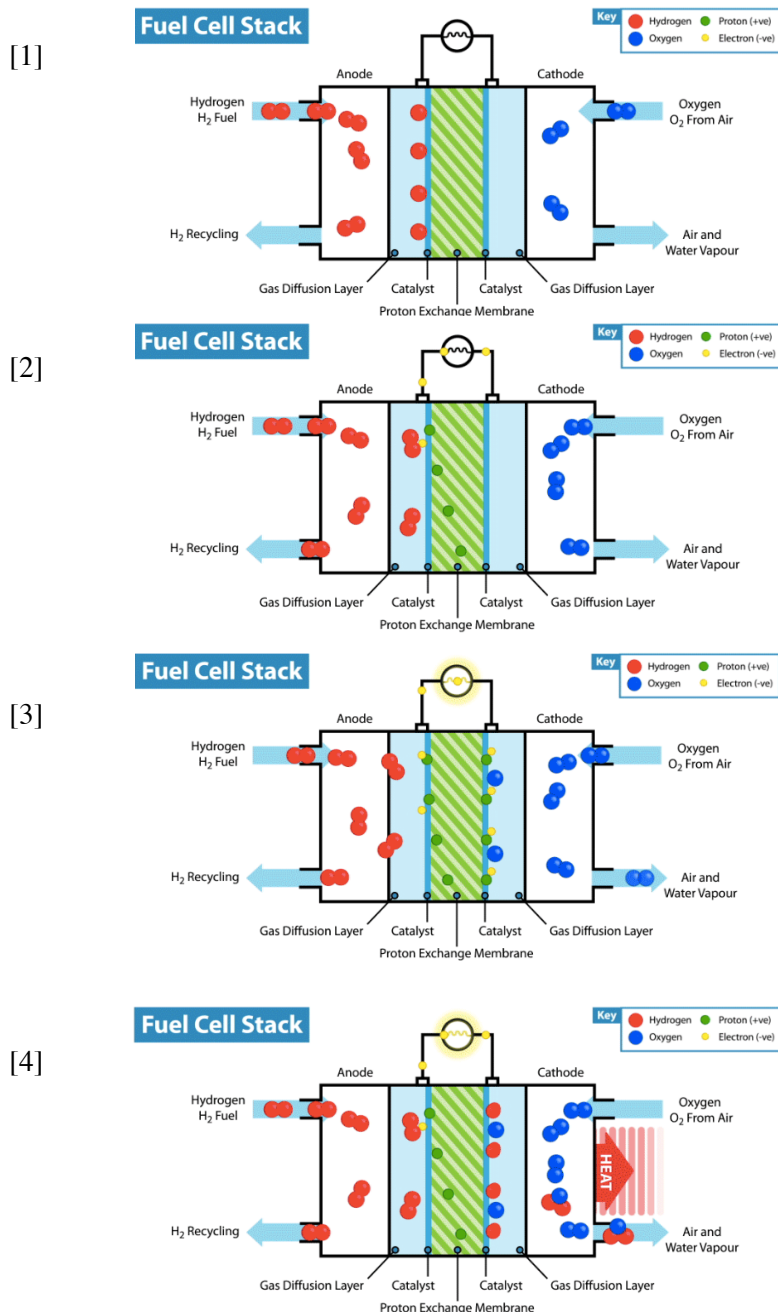 [1]
Fuel Cell Stack
Key
Hydrogen
Proton (+ve)
Oxygen
Electron (-ve)
Anode
Cathode
Hydrogen
H₂ Fuel
Oxygen
O₂ From Air
H₂ Recycling
Air and
Water Vapour
Gas Diffusion Layer
Catalyst
Catalyst
Gas Diffusion Layer
Proton Exchange Membrane
[2]
Fuel Cell Stack
Key
Hydrogen
Proton (+ve)
Oxygen
Electron (-ve)
Anode
Cathode
Hydrogen
H₂ Fuel
Oxygen
O₂ From Air
H₂ Recycling
Air and
Water Vapour
Gas Diffusion Layer
Catalyst
Catalyst
Gas Diffusion Layer
Proton Exchange Membrane
[3]
Fuel Cell Stack
Key
Hydrogen
Proton (+ve)
Oxygen
Electron (-ve)
Anode
Cathode
Hydrogen
H₂ Fuel
Oxygen
O₂ From Air
H₂ Recycling
Air and
Water Vapour
Gas Diffusion Layer
Catalyst
Catalyst
Gas Diffusion Layer
Proton Exchange Membrane
[4]
Fuel Cell Stack
Key
Hydrogen
Proton (+ve)
Oxygen
Electron (-ve)
Anode
Cathode
Hydrogen
H₂ Fuel
Oxygen
O₂ From Air
HEAT
H₂ Recycling
Air and
Water Vapour
Gas Diffusion Layer
Catalyst
Catalyst
Gas Diffusion Layer
Proton Exchange Membrane